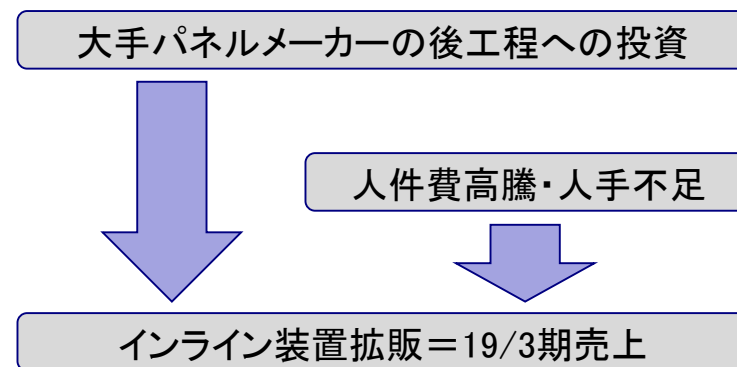 大手パネルメーカーの後工程への投資
人件費高騰・人手不足
インライン装置拡販＝19/3期売上